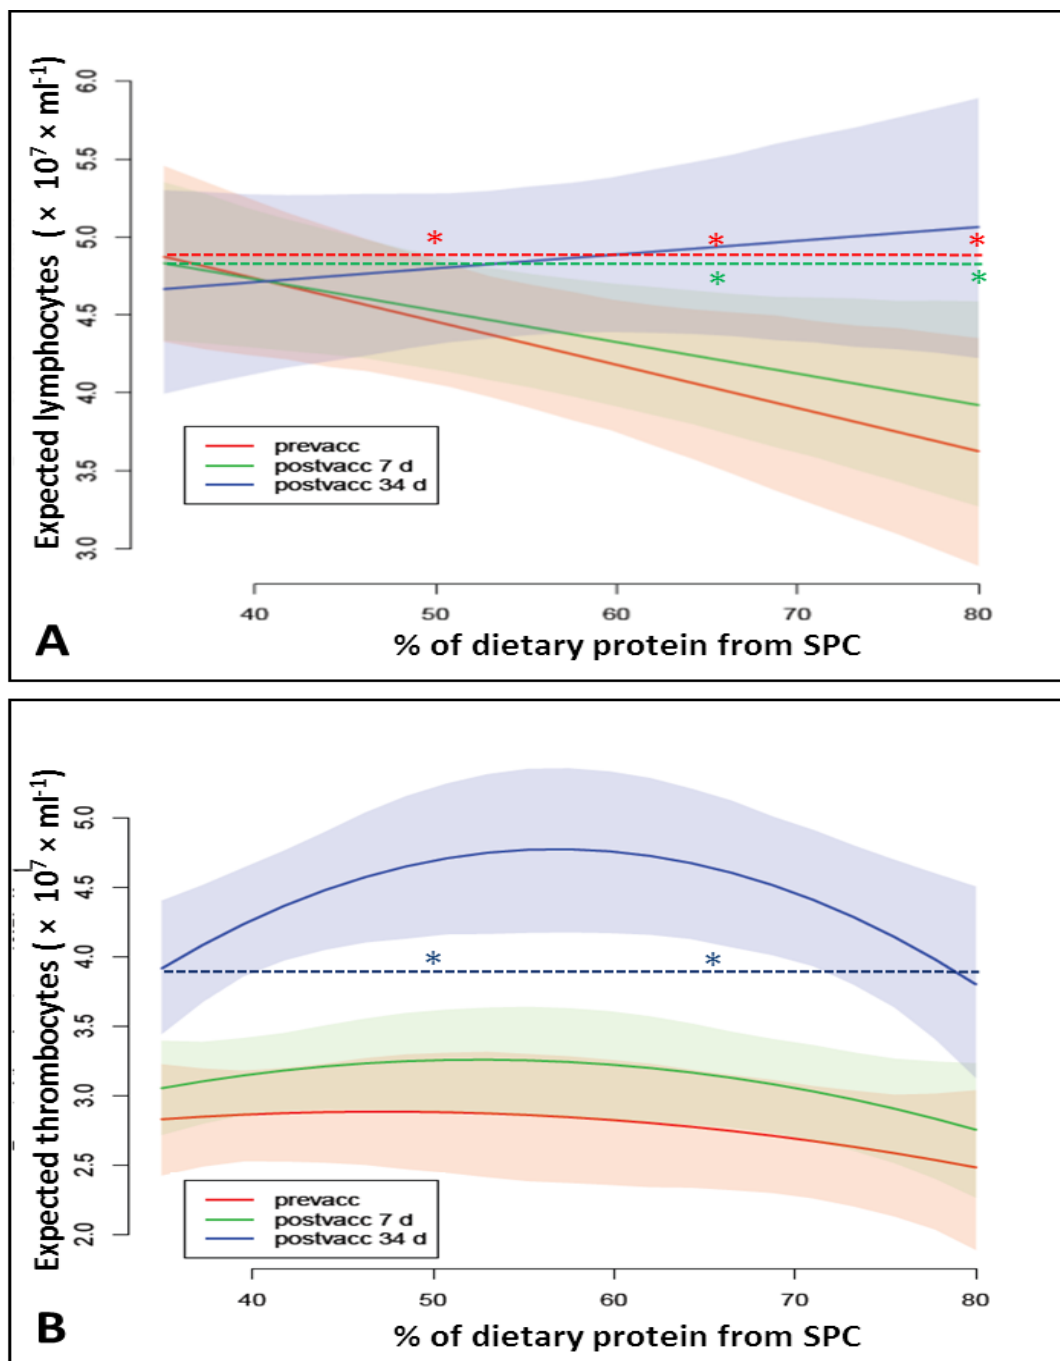 Expected lymphocytes ( × 10⁷ × ml⁻¹)
6.0
5.5
5.0
4.5
4.0
3.5
3.0
* * *
* *
prevacc
postvacc 7 d
postvacc 34 d
40 50 60 70 80
A
% of dietary protein from SPC
Expected thrombocytes ( × 10⁷ × ml⁻¹)
5.0
4.5
4.0
3.5
3.0
2.5
2.0
* *
prevacc
postvacc 7 d
postvacc 34 d
40 50 60 70 80
B
% of dietary protein from SPC